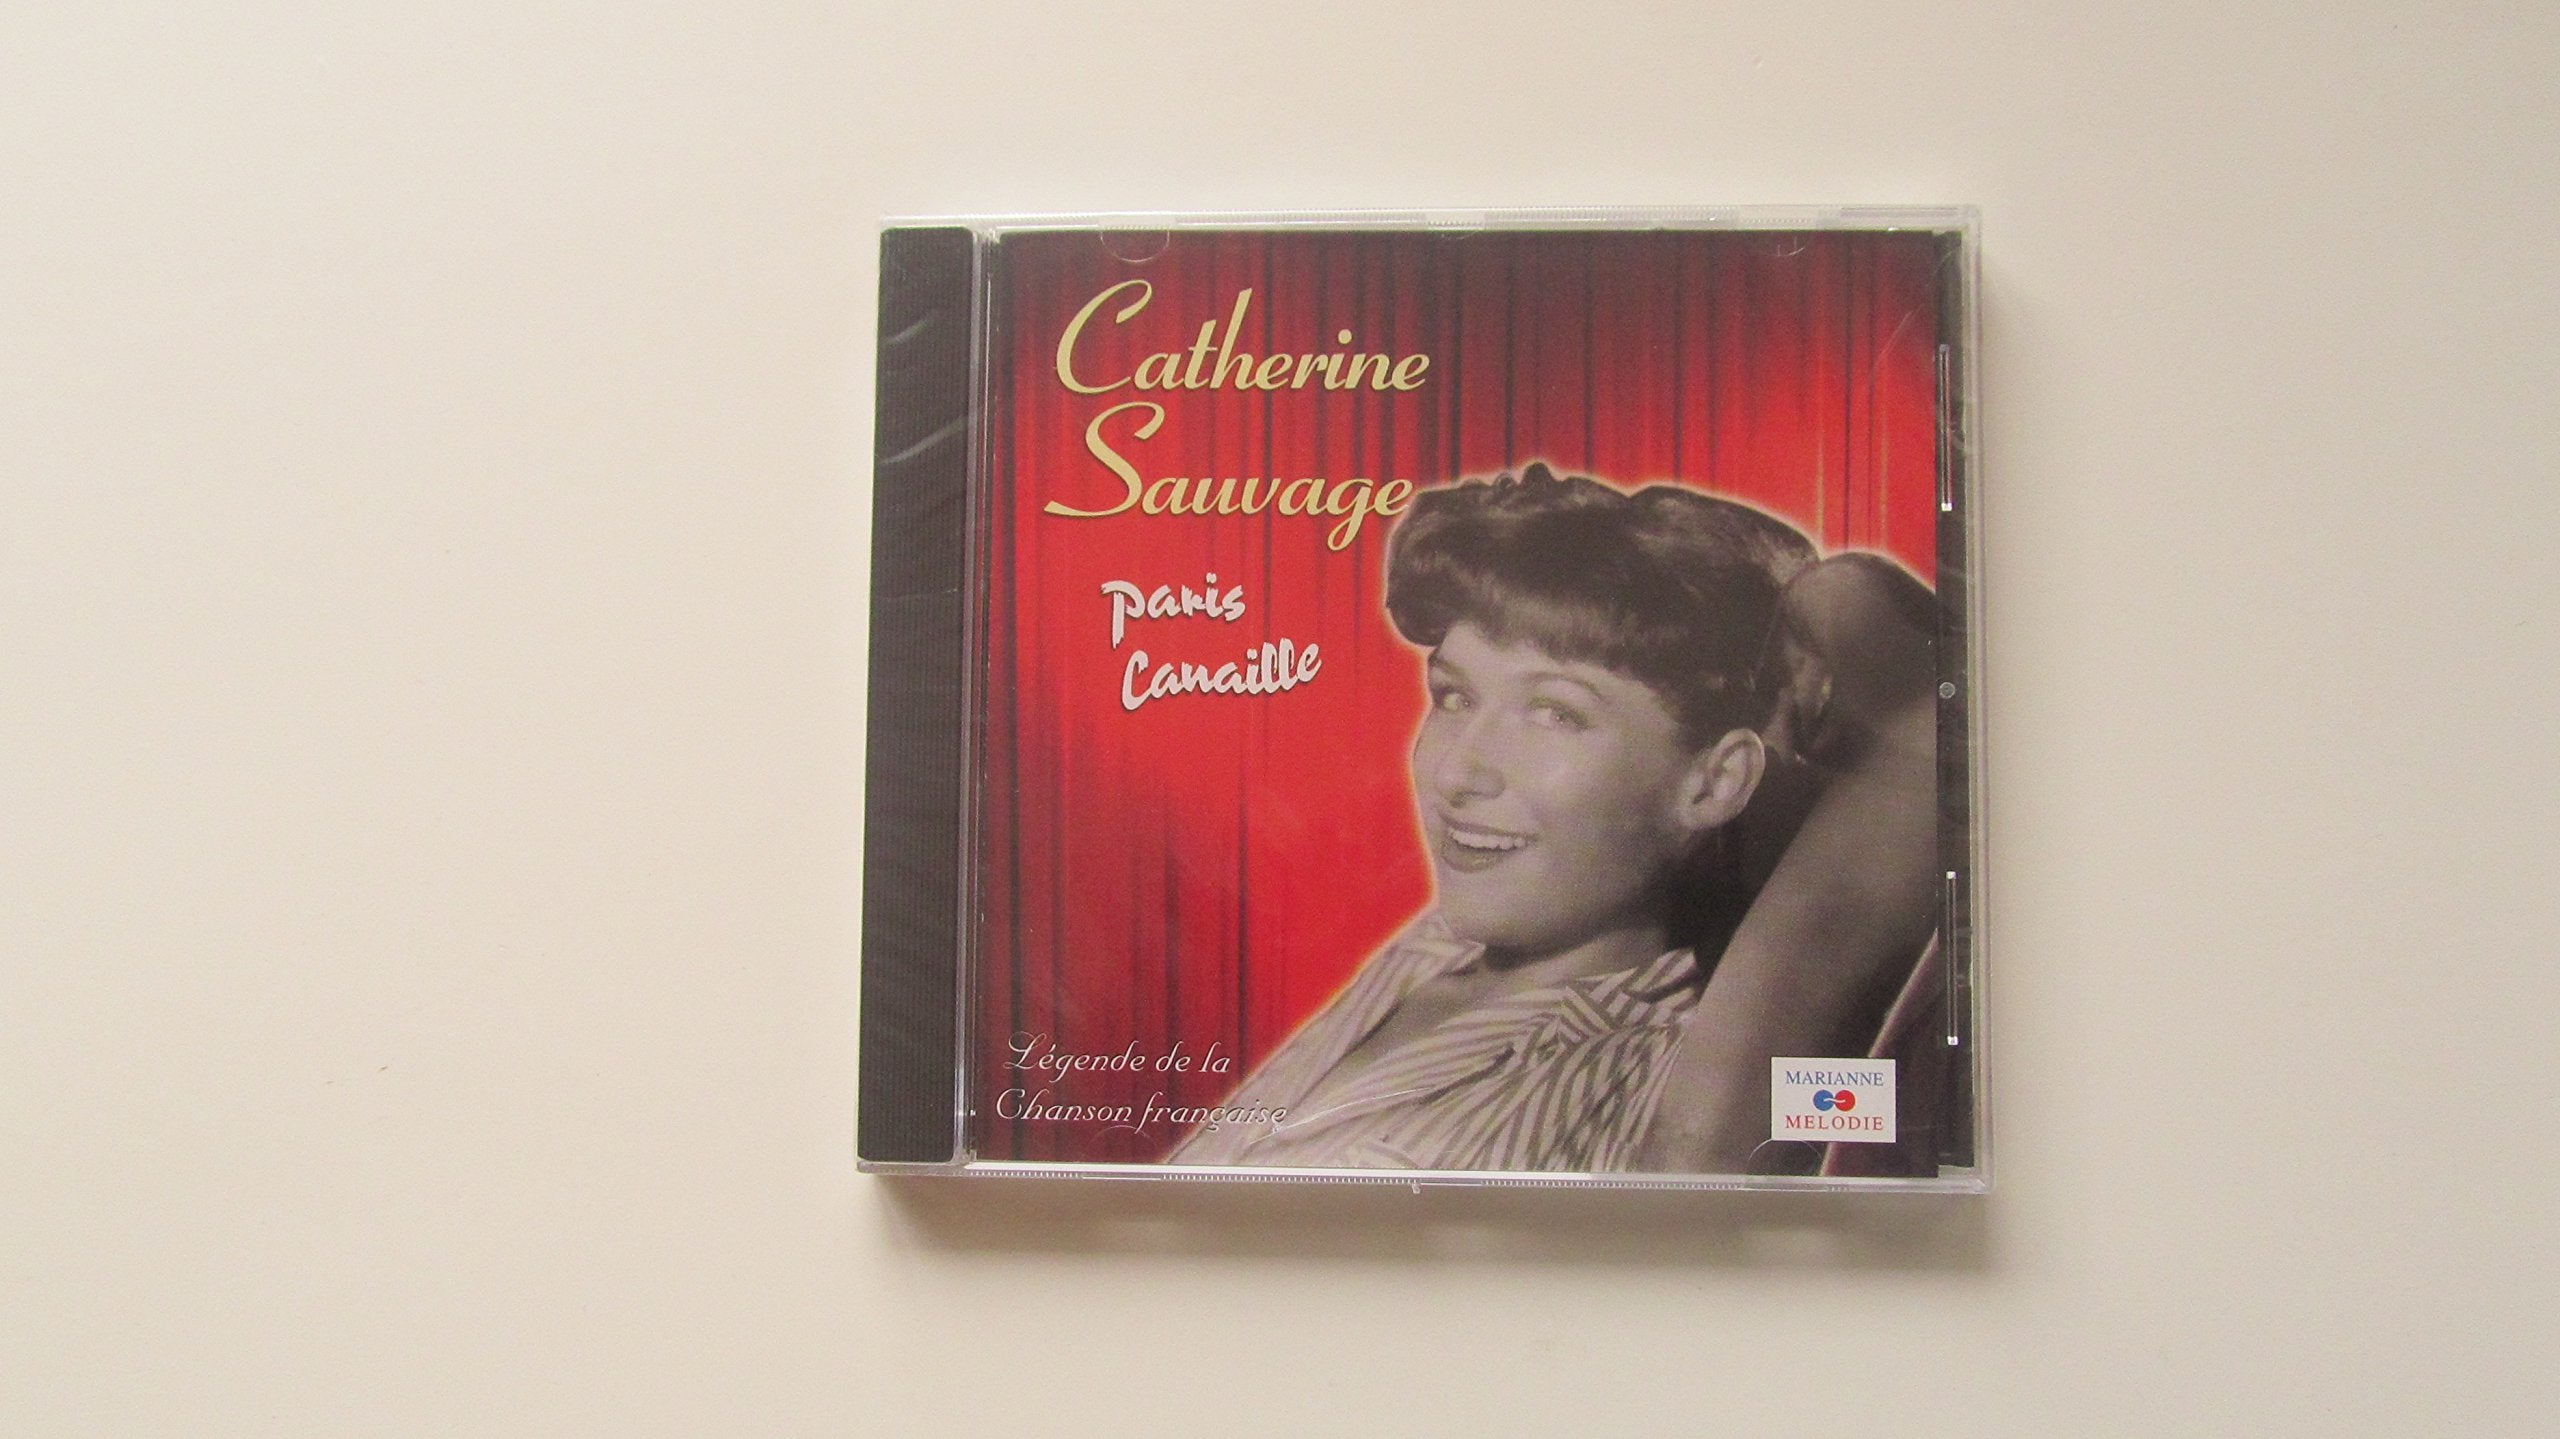 Catherine
Sauvage
Paris
Canaille
Légende de la
Chanson française
MARIANNE
MELODIE